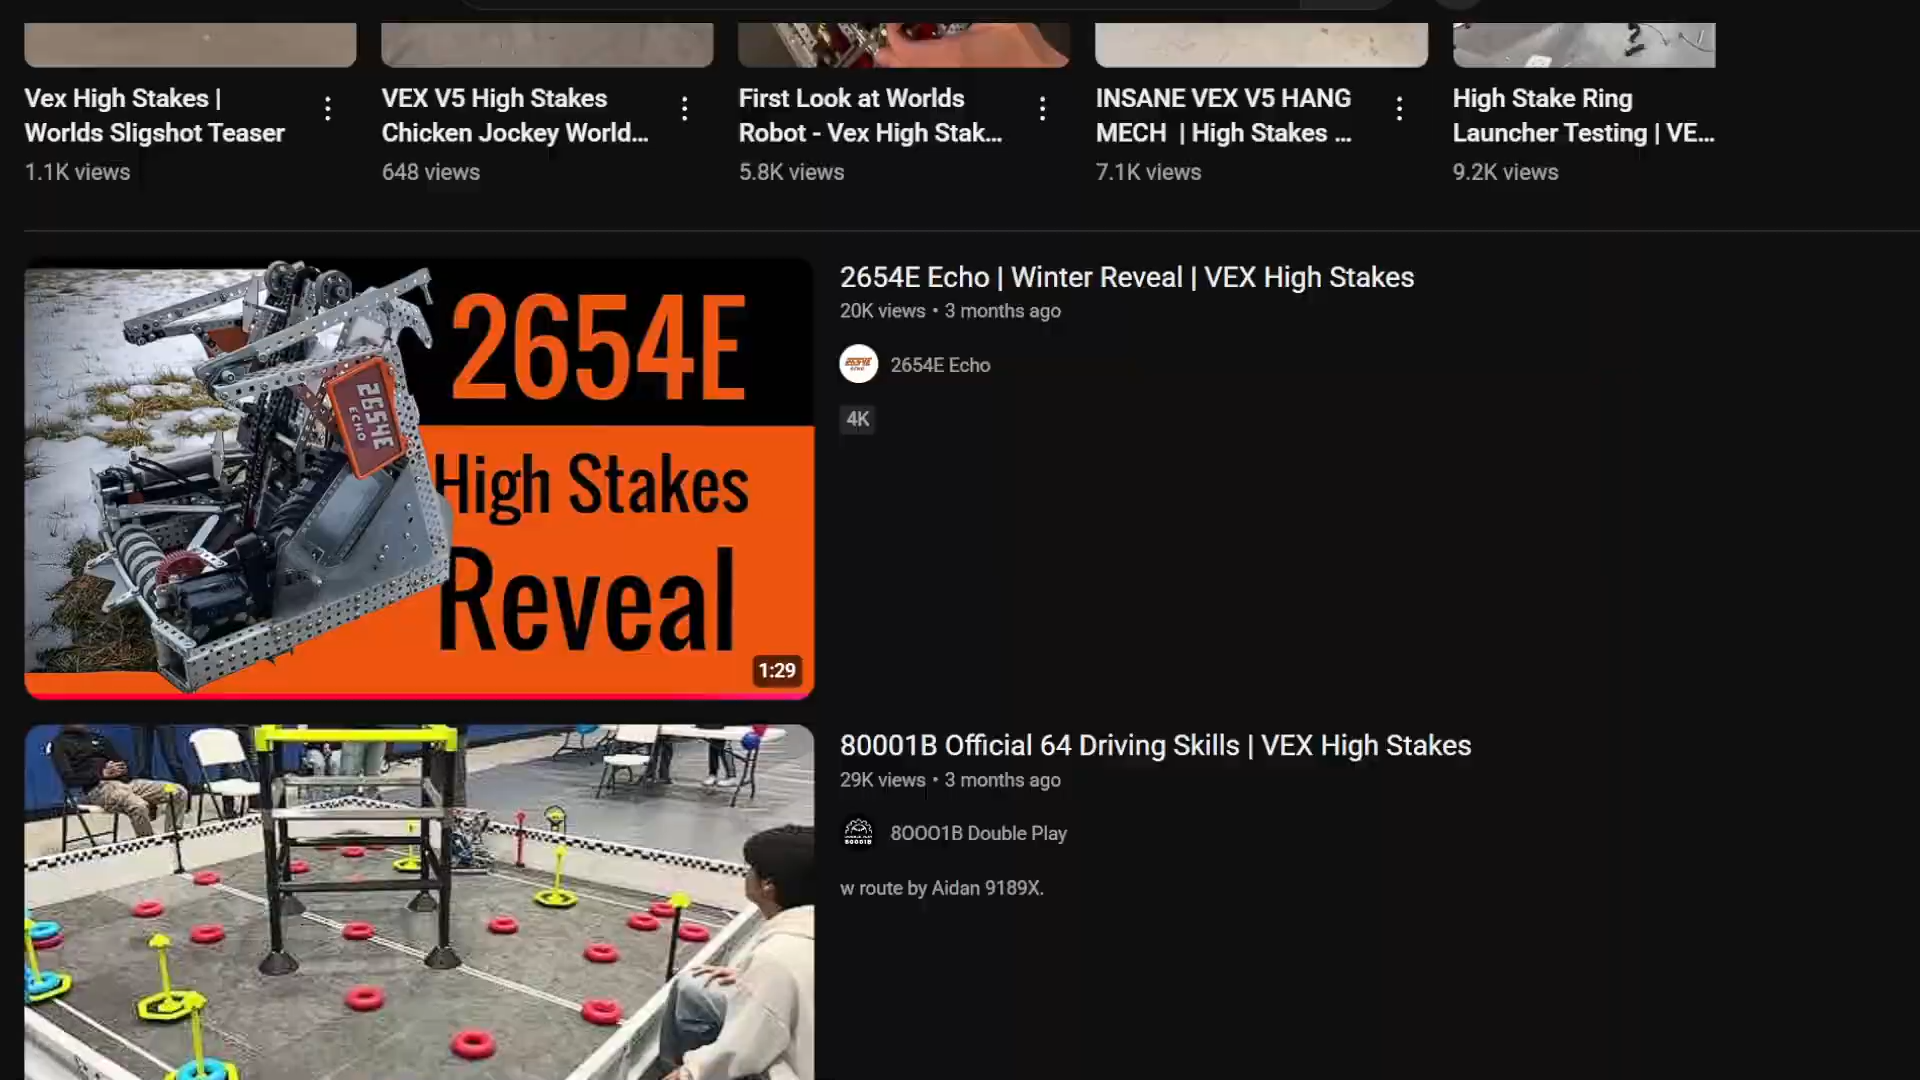 Vex High Stakes |
Worlds Sligshot Teaser
1.1K views
VEX V5 High Stakes
Chicken Jockey World...
648 views
First Look at Worlds
Robot - Vex High Stak...
5.8K views
INSANE VEX V5 HANG
MECH | High Stakes ...
7.1K views
High Stake Ring
Launcher Testing | VE...
9.2K views
2654E
High Stakes
Reveal
2654E
ECHO
1:29
2654E Echo | Winter Reveal | VEX High Stakes
20K views • 3 months ago
2654E Echo
4K
80001B Official 64 Driving Skills | VEX High Stakes
29K views • 3 months ago
80001B Double Play
w route by Aidan 9189X.